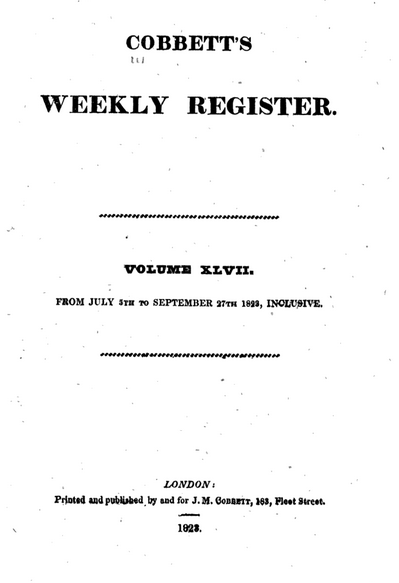 COBBETT'S
WEEKLY REGISTER.
VOLUME XLVII.
FROM JULY 5TH TO SEPTEMBER 27TH 1823, INCLUSIVE.
LONDON:
Printed and published by and for J. M. COBBETT, 183, Fleet Street.
1823.